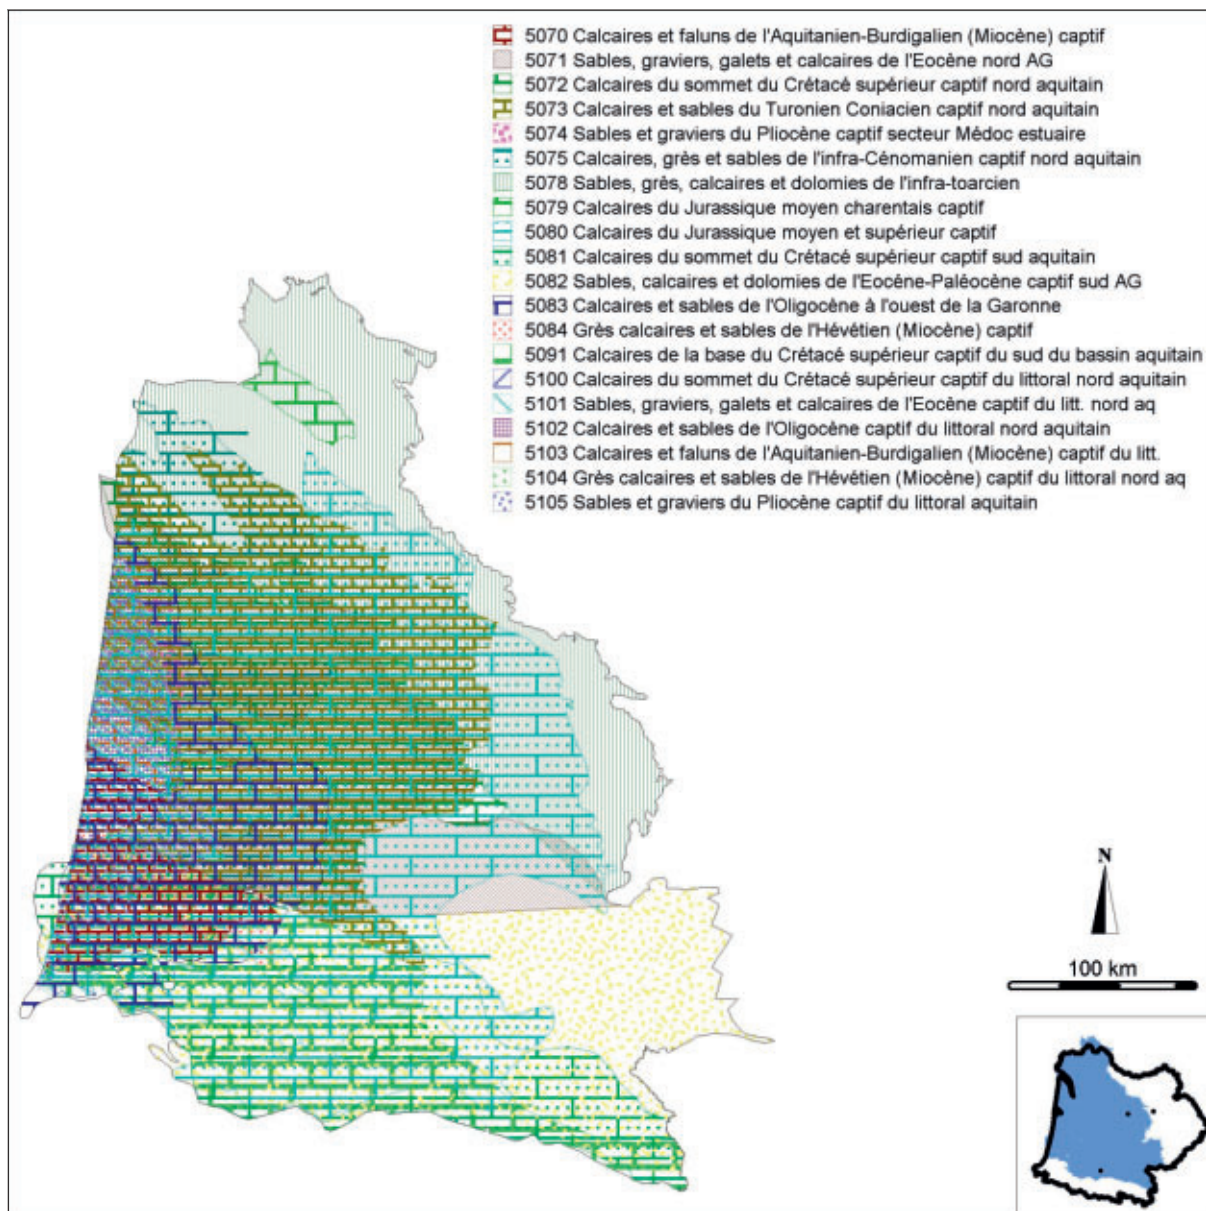 5070 Calcaires et faluns de l'Aquitanien-Burdigalien (Miocène) captif
5071 Sables, graviers, galets et calcaires de l'Eocène nord AG
5072 Calcaires du sommet du Crétacé supérieur captif nord aquitain
5073 Calcaires et sables du Turonien Coniacien captif nord aquitain
5074 Sables et graviers du Pliocène captif secteur Médoc estuaire
5075 Calcaires, grès et sables de l'infra-Cénomanien captif nord aquitain
5078 Sables, grès, calcaires et dolomies de l'infra-toarcien
5079 Calcaires du Jurassique moyen charentais captif
5080 Calcaires du Jurassique moyen et supérieur captif
5081 Calcaires du sommet du Crétacé supérieur captif sud aquitain
5082 Sables, calcaires et dolomies de l'Eocéne-Paléocène captif sud AG
5083 Calcaires et sables de l'Oligocène à l'ouest de la Garonne
5084 Grès calcaires et sables de l'Hévétien (Miocène) captif
5091 Calcaires de la base du Crétacé supérieur captif du sud du bassin aquitain
5100 Calcaires du sommet du Crétacé supérieur captif du littoral nord aquitain
5101 Sables, graviers, galets et calcaires de l'Eocène captif du litt. nord aq
5102 Calcaires et sables de l'Oligocène captif du littoral nord aquitain
5103 Calcaires et faluns de l'Aquitanien-Burdigalien (Miocène) captif du litt.
5104 Grès calcaires et sables de l'Hévétien (Miocène) captif du littoral nord aq
5105 Sables et graviers du Pliocène captif du littoral aquitain
N
100 km